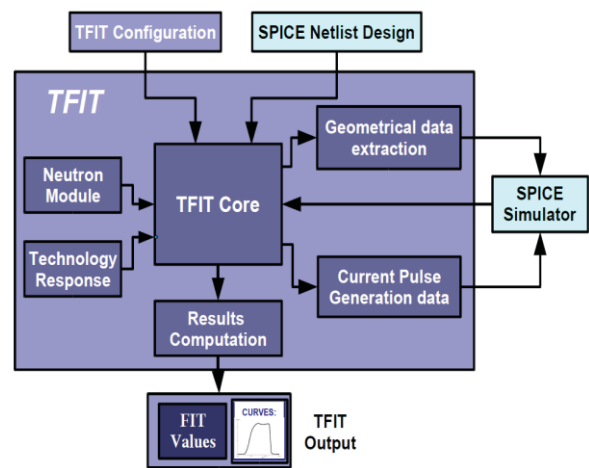 TFIT Configuration
SPICE Netlist Design
TFIT
Geometrical data
extraction
Neutron
Module
TFIT Core
SPICE
Simulator
Technology
Response
Current Pulse
Generation data
Results
Computation
FIT
Values
CURVES:
TFIT
Output